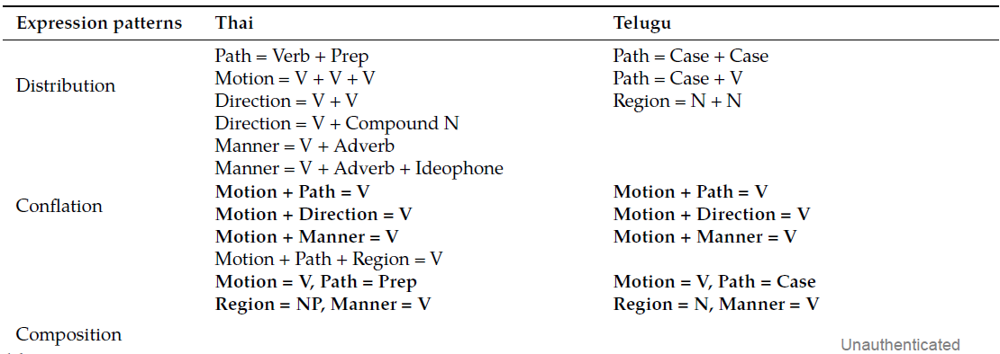 Expression patterns Thai Telugu
Path = Verb + Prep Path = Case + Case
Motion = V + V + V Path = Case + V
Distribution
Direction = V + V Region = N + N
Direction = V + Compound N
Manner = V + Adverb
Manner = V + Adverb + Ideophone
Motion + Path = V Motion + Path = V
Conflation
Motion + Direction = V Motion + Direction = V
Motion + Manner = V Motion + Manner = V
Motion + Path + Region = V
Motion = V, Path = Prep Motion = V, Path = Case
Region = NP, Manner = V Region = N, Manner = V
Composition
Unauthenticated